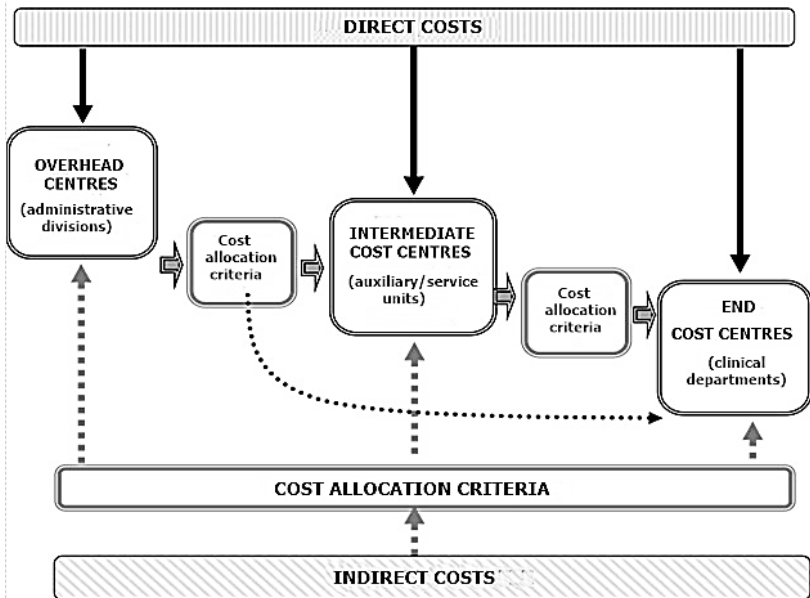 DIRECT COSTS
OVERHEAD
CENTRES
(administrative
divisions)
Cost
allocation
criteria
INTERMEDIATE
COST CENTRES
(auxiliary/service
units)
Cost
allocation
criteria
END
COST CENTRES
(clinical
departments)
COST ALLOCATION CRITERIA
INDIRECT COSTS